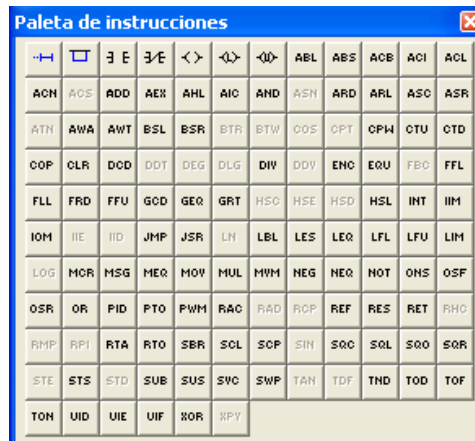 Paleta de instrucciones
ABL ABS ACB ACI ACL
ACN ACS ADD AEX AHL AIC AND ASN ARD ARL ASC ASR
ATN AWA AWT BSL BSR BTR BTW COS CPT CPW CTU CTD
COP CLR DCD DDT DEG DLG DIV DDV ENC EQU FBC FFL
FLL FRD FFU GCD GEQ GRT HSC HSE HSD HSL INT IIM
IOM IIE IID JMP JSR LN LBL LES LEQ LFL LFU LIM
LOG MCR MSG MEQ MOV MUL MVM NEG NEQ NOT ONS OSF
OSR OR PID PTO PWM RAC RAD RCP REF RES RET RHC
RMP RPI RTA RTO SBR SCL SCP SIN SQC SQL SQO SQR
STE STS STD SUB SUS SVC SWP TAN TDF TND TOD TOF
TON UID UIE UIF XOR XPY